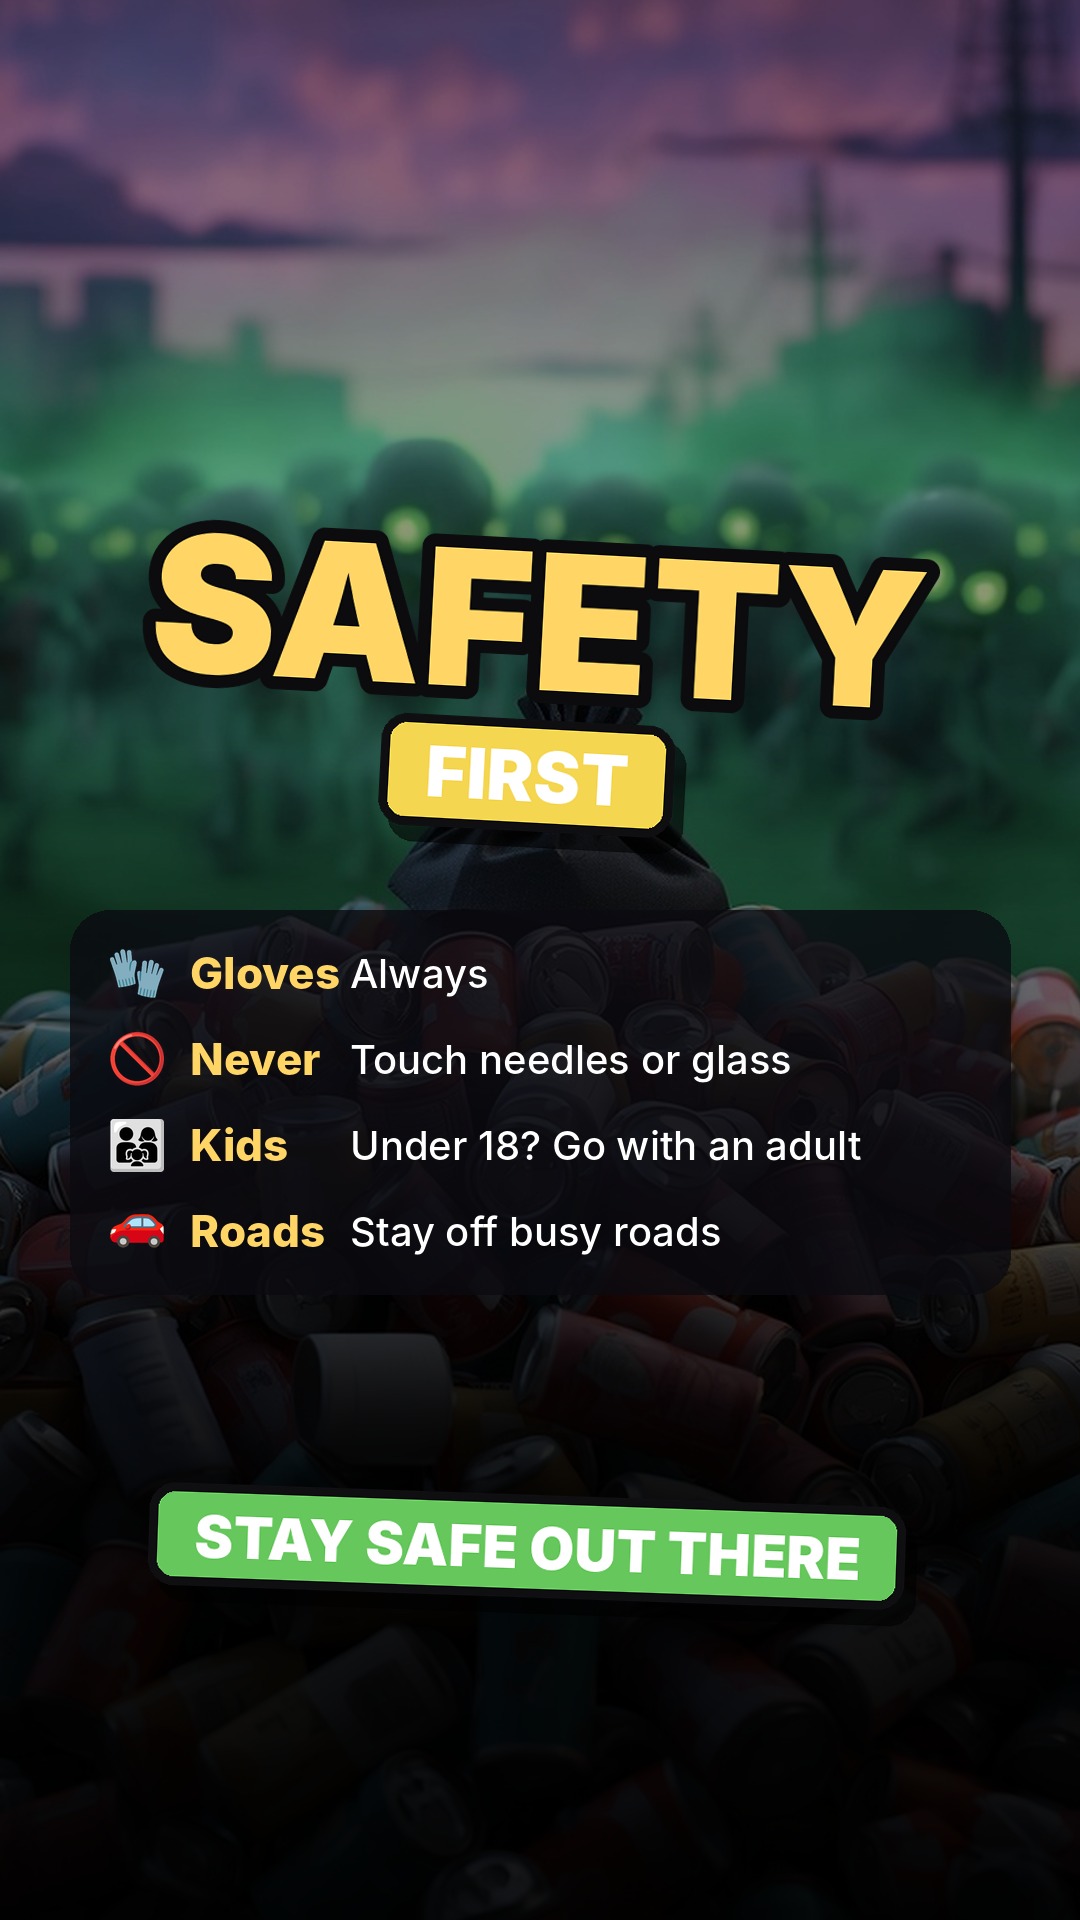 SAFETY
FIRST
Gloves Always
Never Touch needles or glass
Kids Under 18? Go with an adult
Roads Stay off busy roads
STAY SAFE OUT THERE